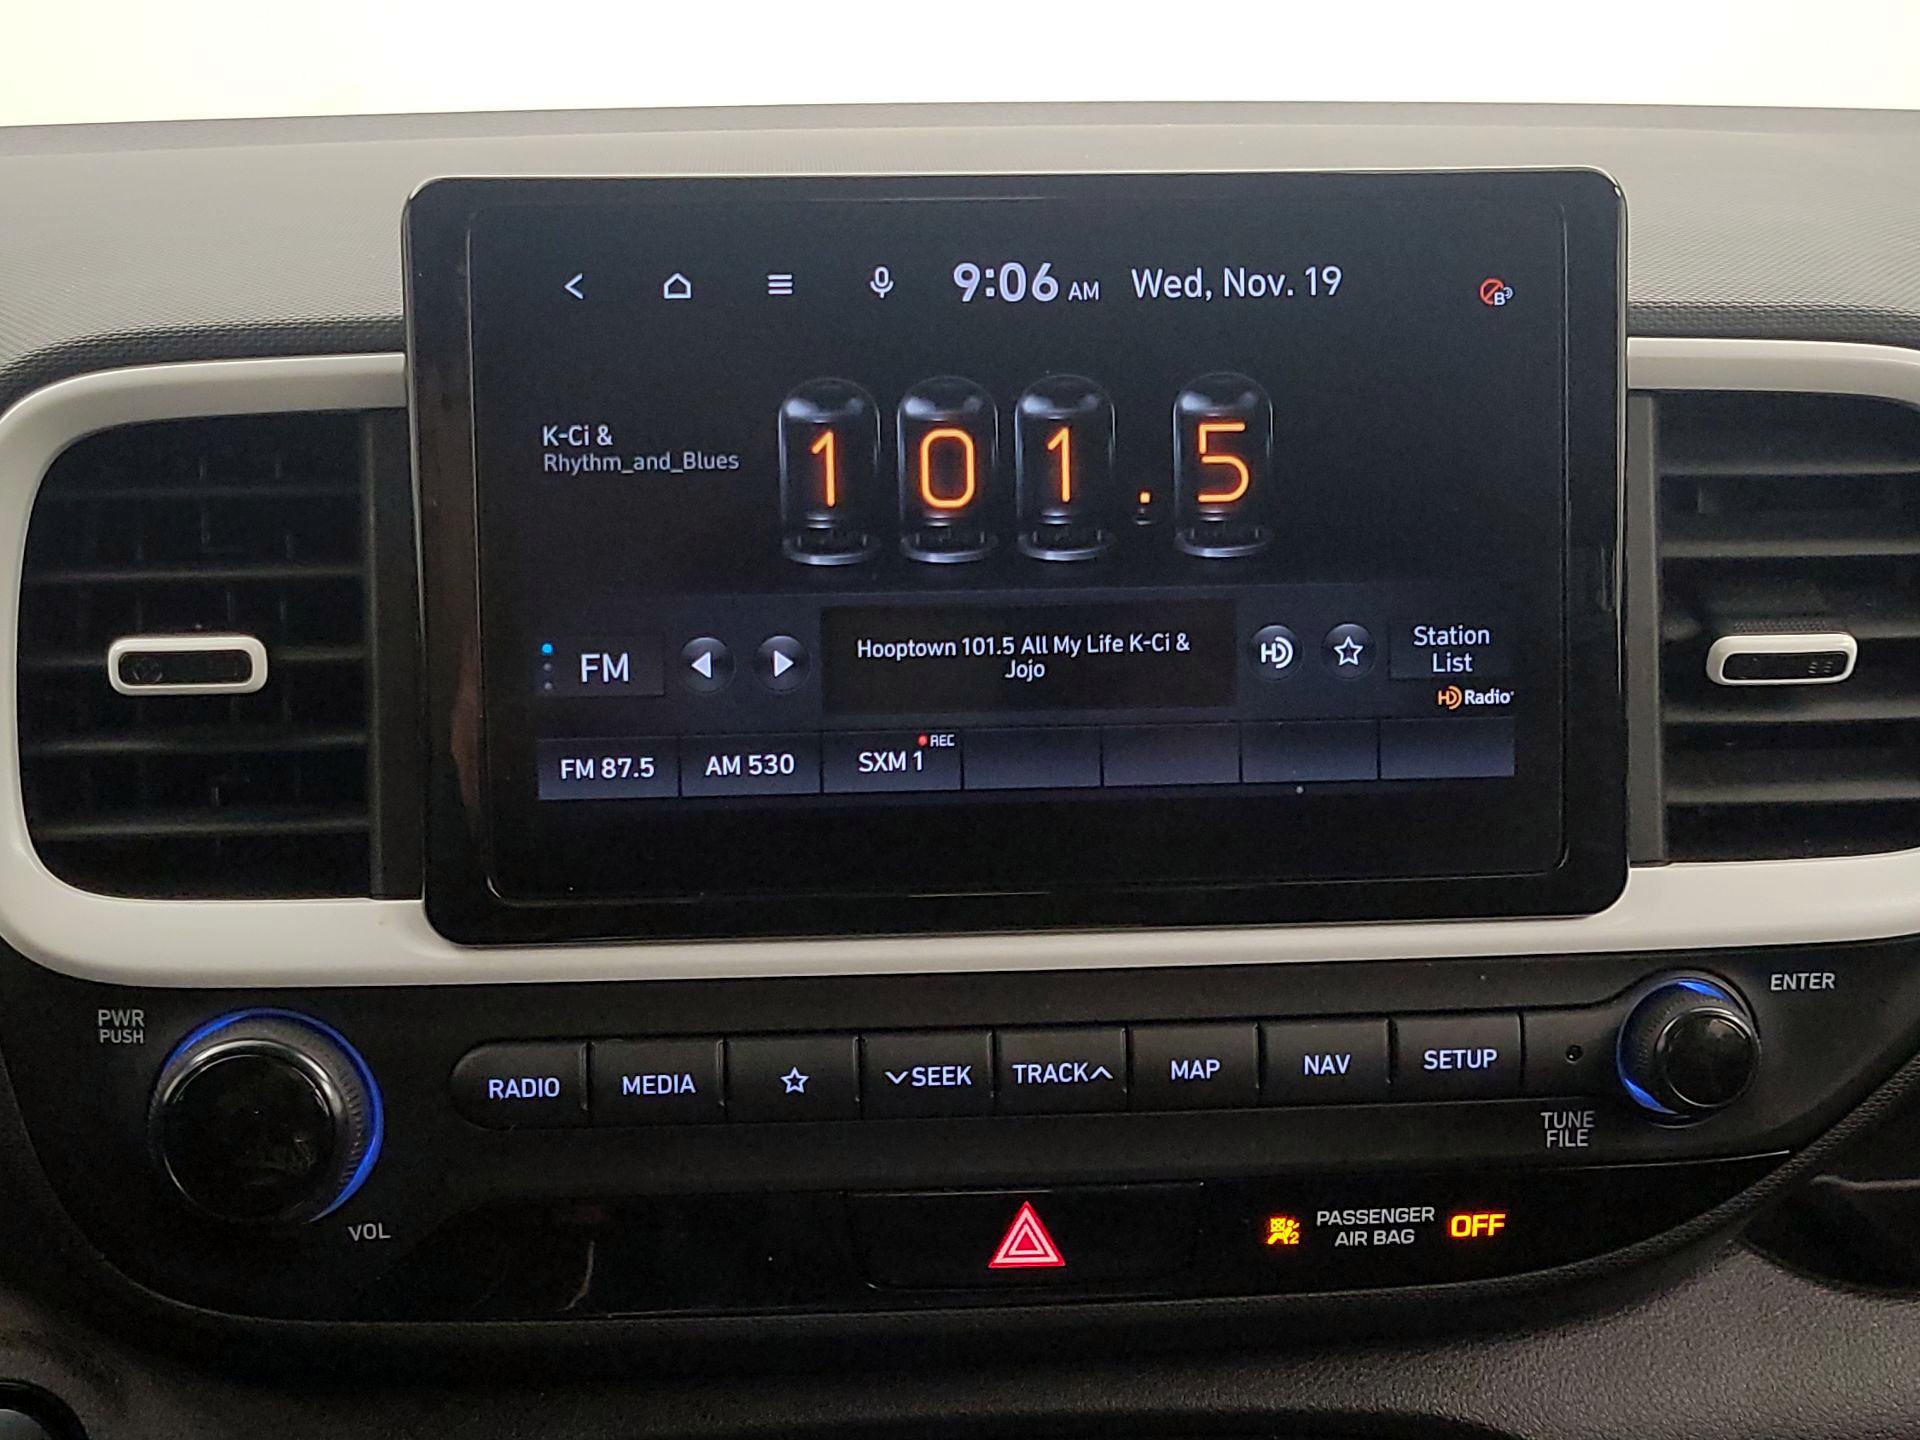 9:06 AM Wed, Nov. 19
B
K-Ci &
Rhythm_and_Blues
101.5
FM
Hooptown 101.5 All My Life K-Ci &
Jojo
HD
Station
List
HD Radio
FM 87.5
AM 530
SXM 1
REC
PWR
PUSH
VOL
RADIO
MEDIA
SEEK
TRACK
MAP
NAV
SETUP
ENTER
TUNE
FILE
2
PASSENGER
AIR BAG
OFF